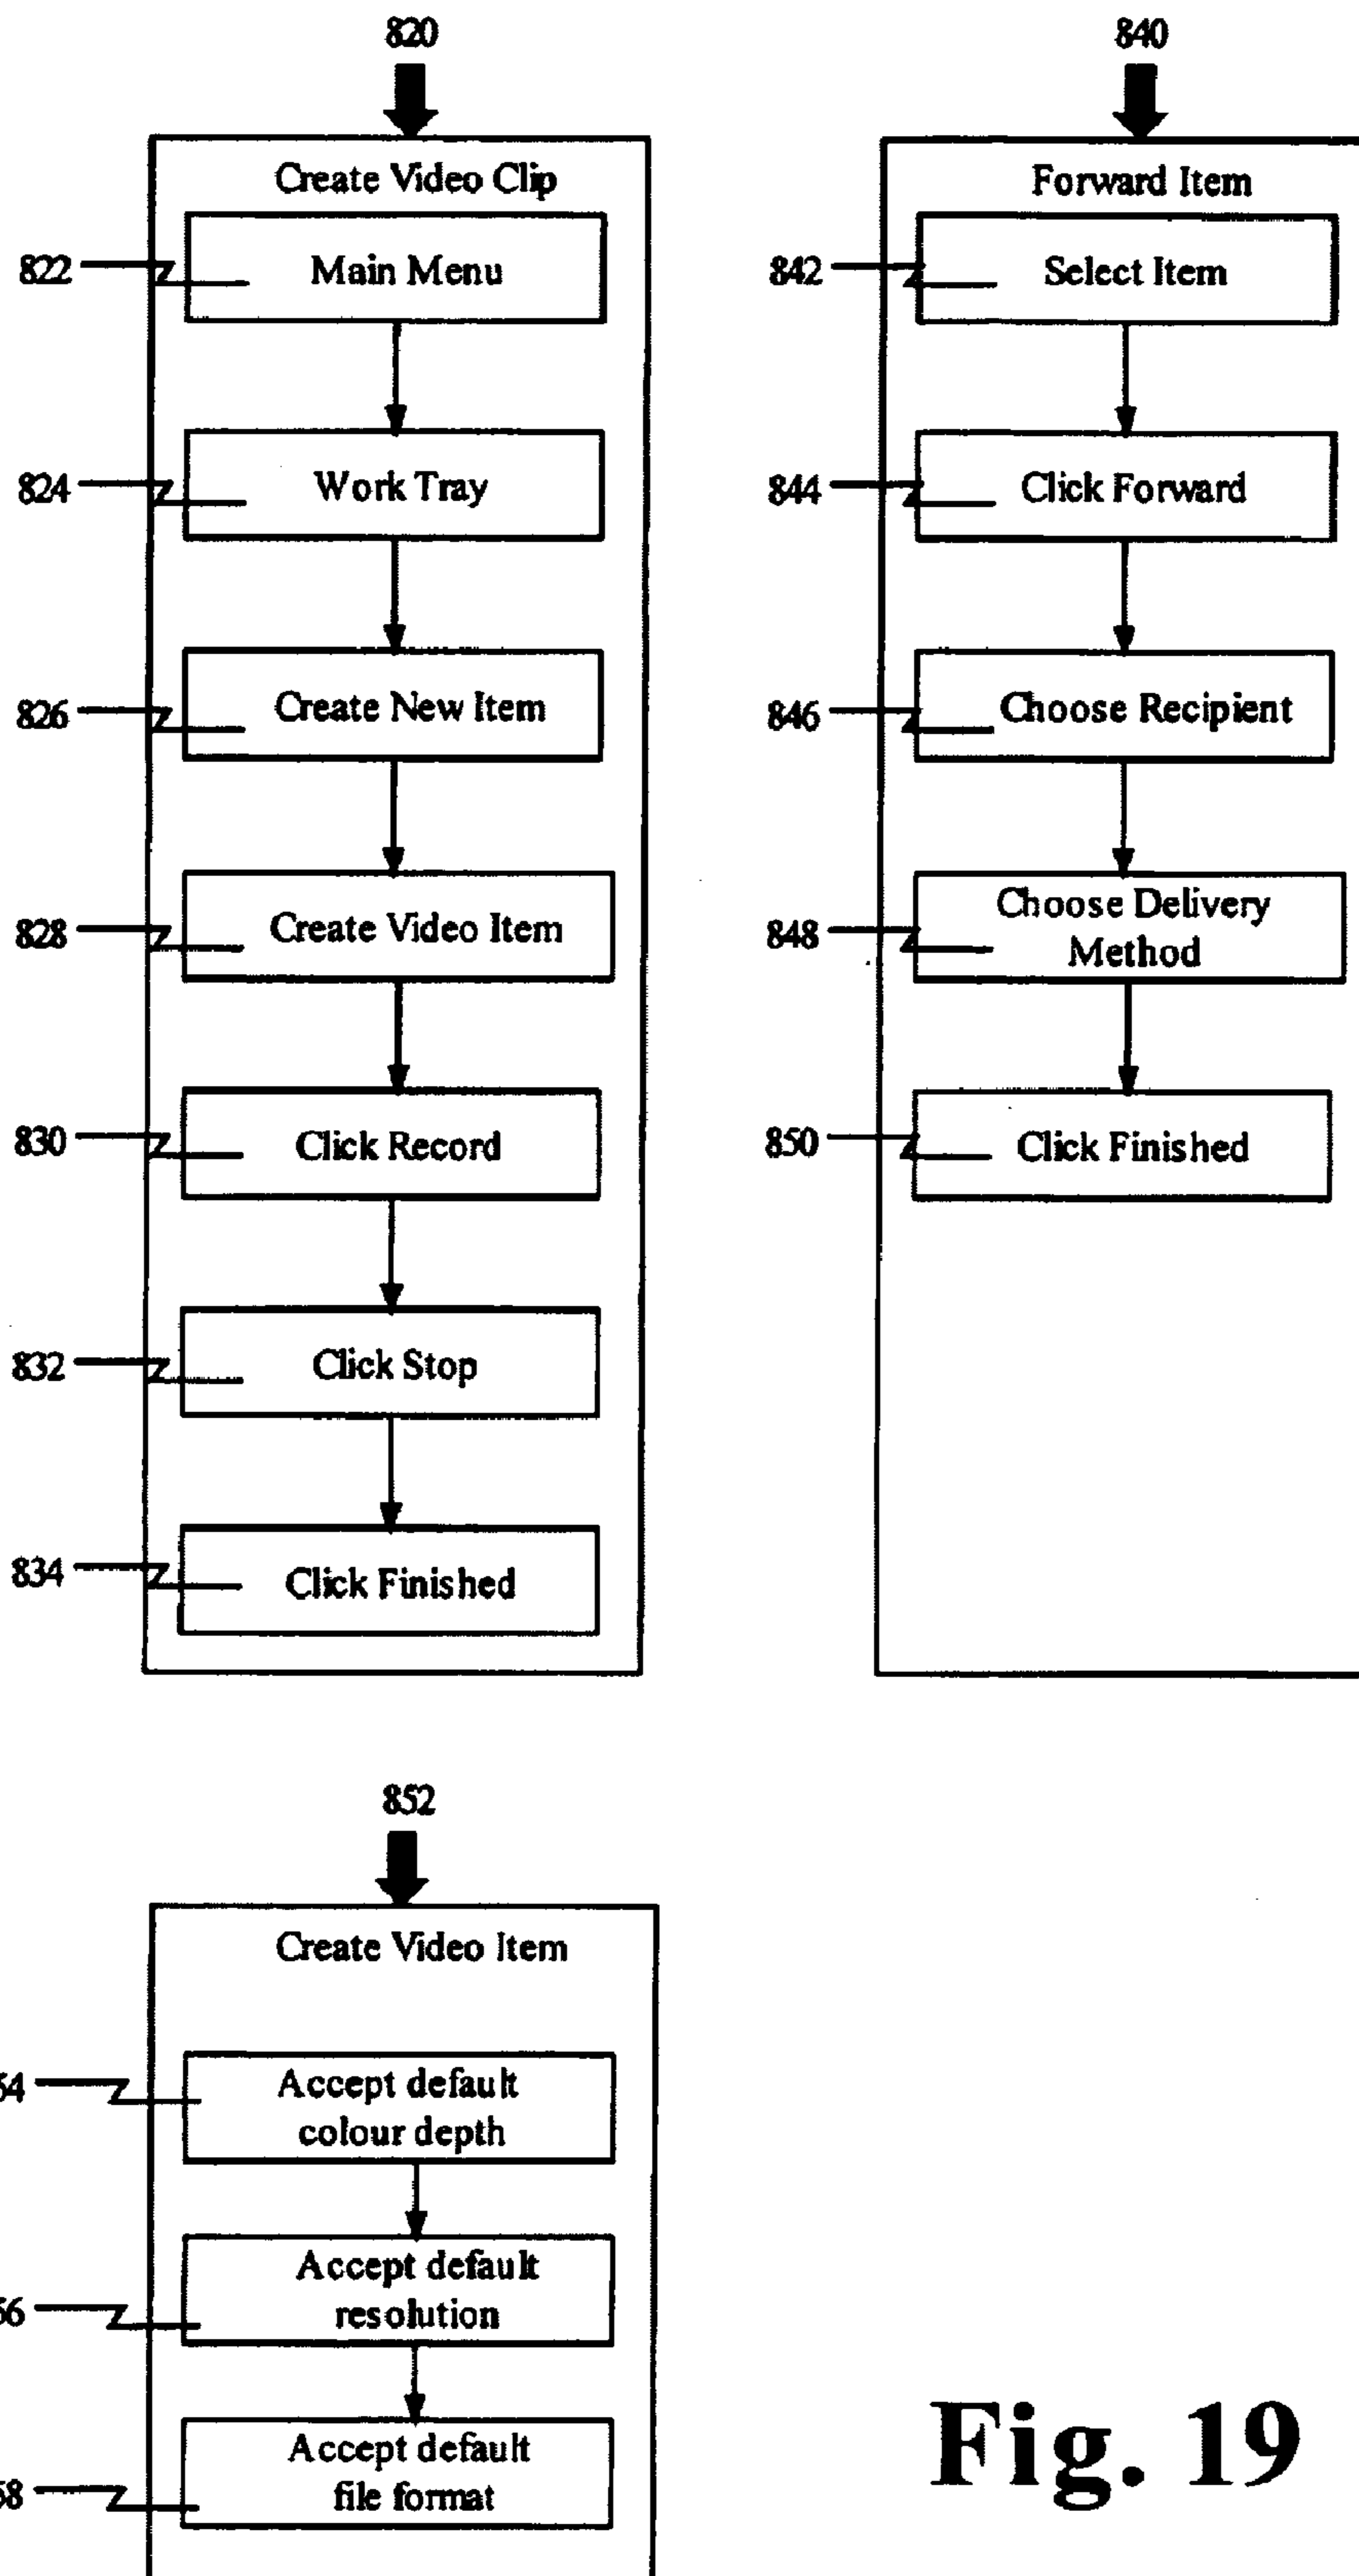 820
Create Video Clip
822
Main Menu
824
Work Tray
826
Create New Item
828
Create Video Item
830
Click Record
832
Click Stop
834
Click Finished
840
Forward Item
842
Select Item
844
Click Forward
846
Choose Recipient
848
Choose Delivery
Method
850
Click Finished
852
Create Video Item
54
Accept default
colour depth
56
Accept default
resolution
58
Accept default
file format
Fig. 19